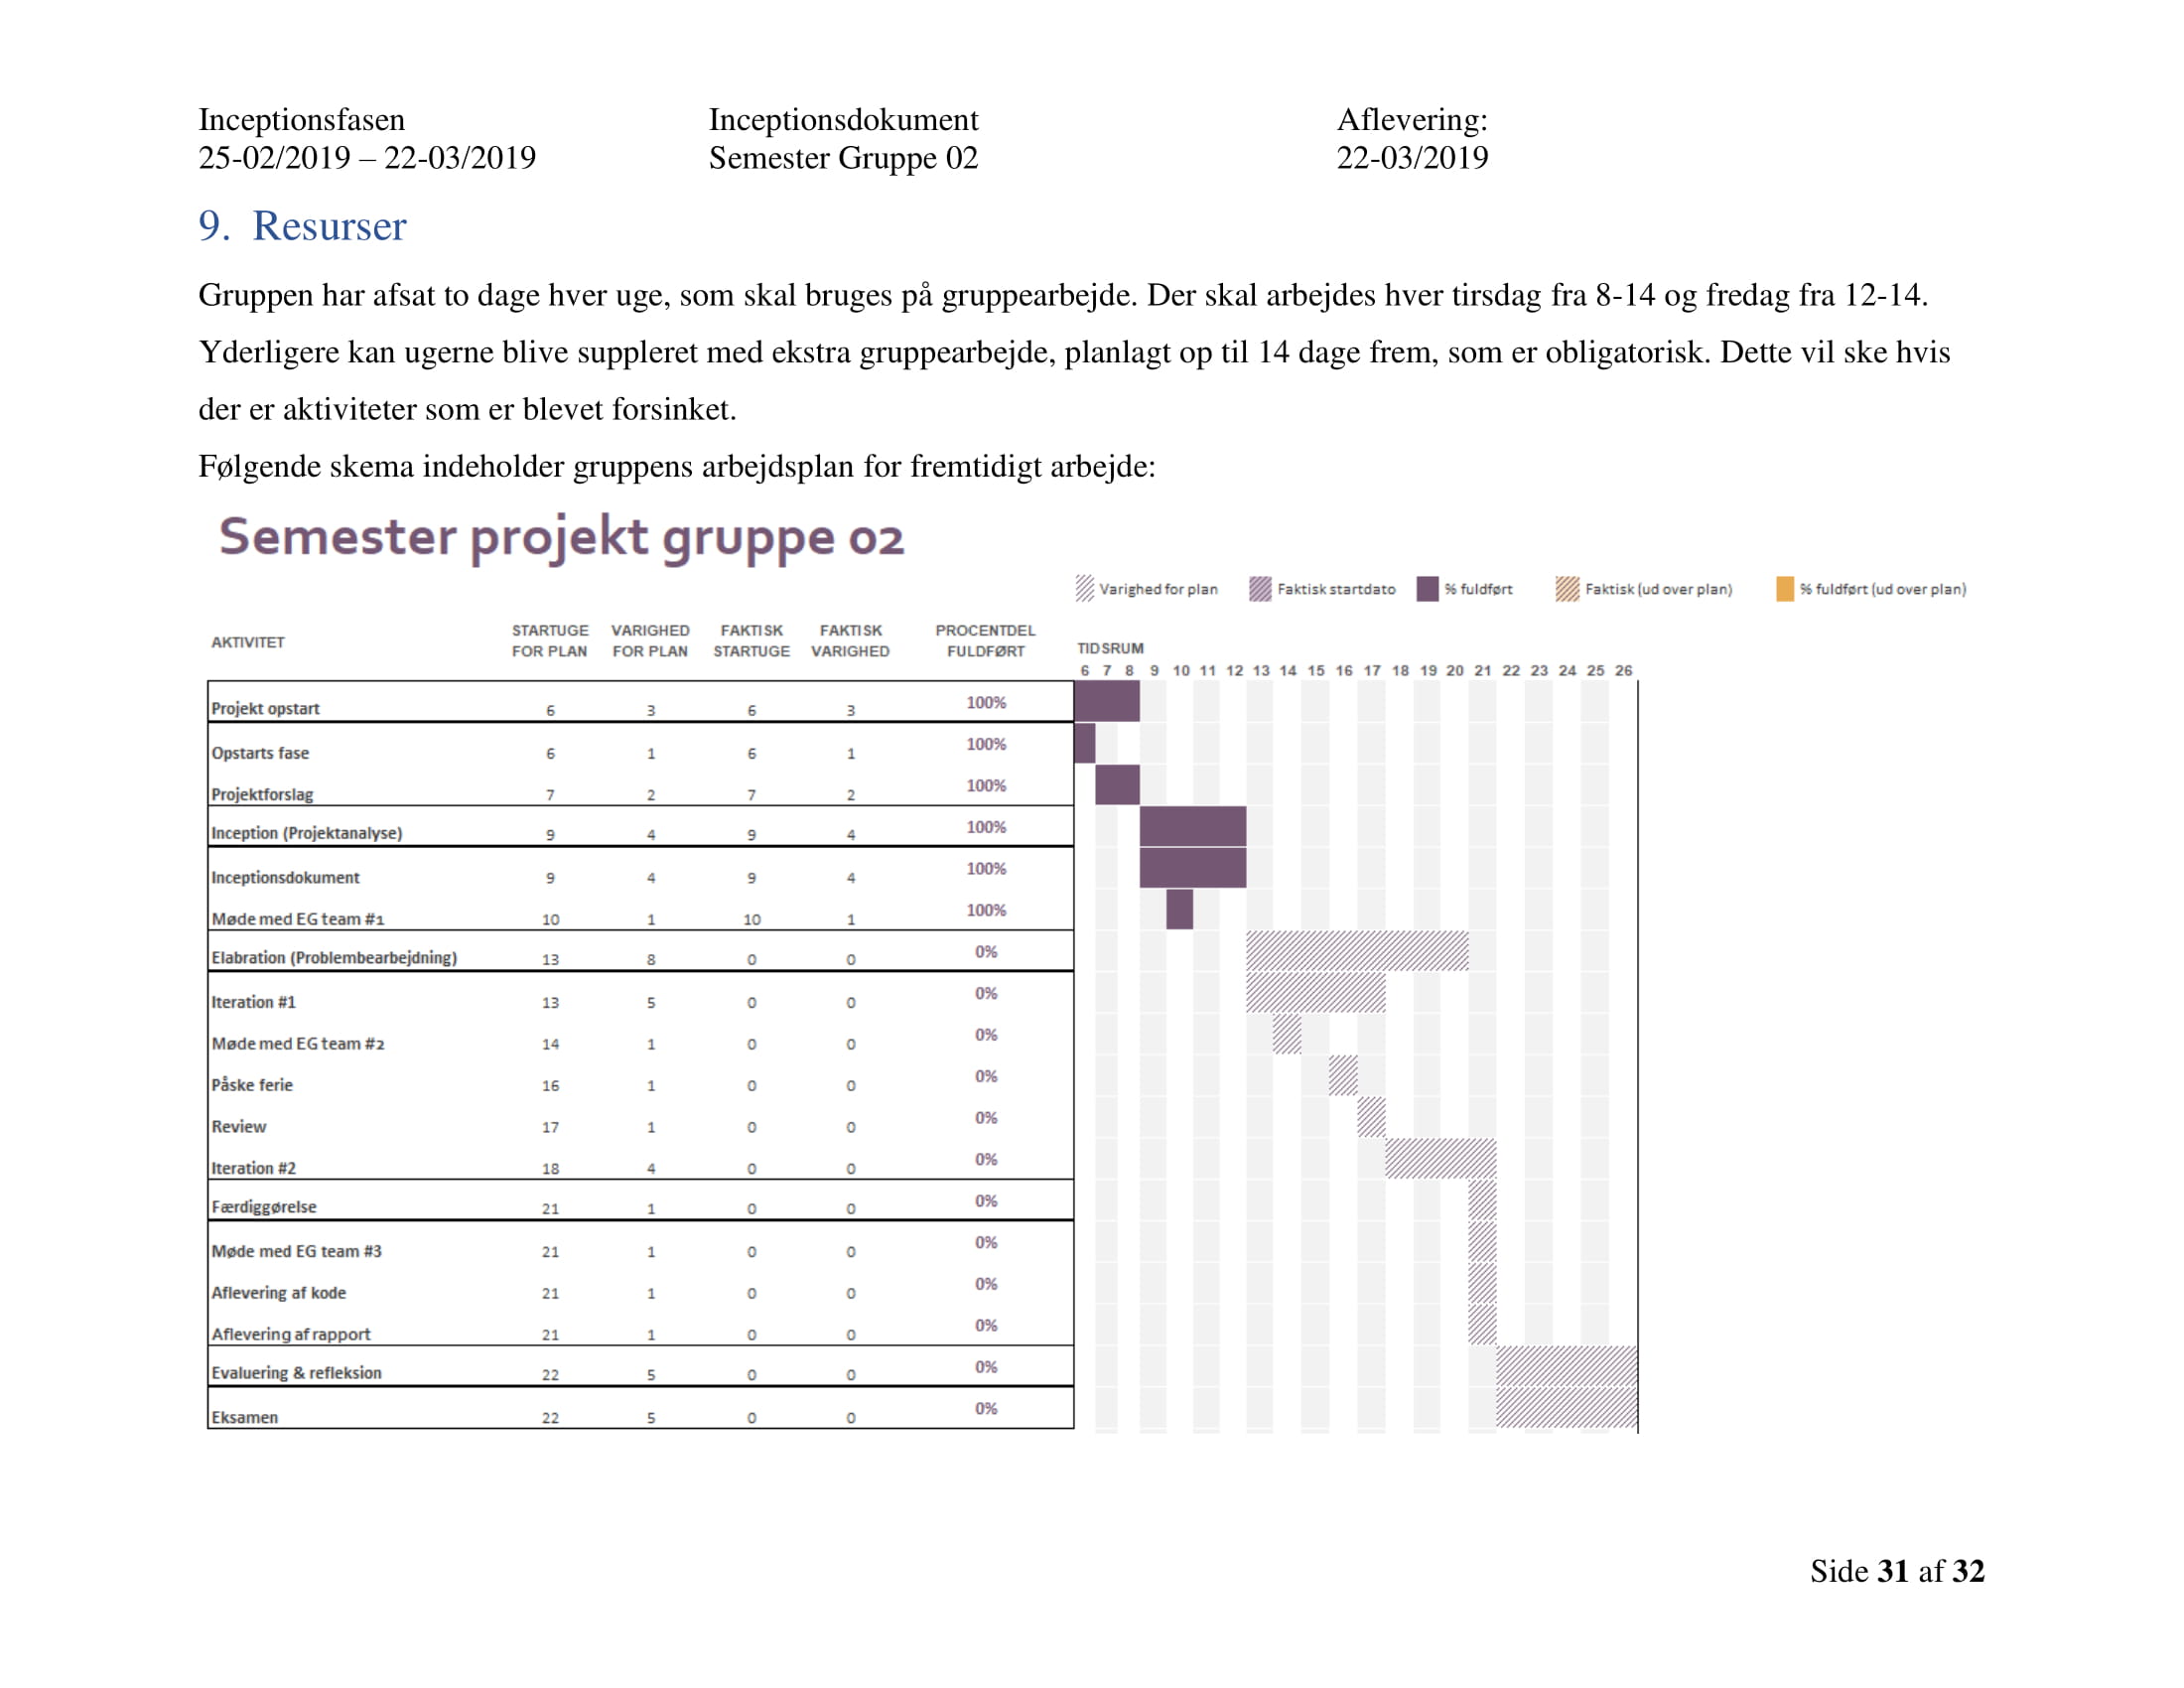 Inceptionsfasen Inceptionsdokument Aflevering:
25-02/2019 – 22-03/2019 Semester Gruppe 02 22-03/2019
9. Resurser
Gruppen har afsat to dage hver uge, som skal bruges på gruppearbejde. Der skal arbejdes hver tirsdag fra 8-14 og fredag fra 12-14.
Yderligere kan ugerne blive suppleret med ekstra gruppearbejde, planlagt op til 14 dage frem, som er obligatorisk. Dette vil ske hvis
der er aktiviteter som er blevet forsinket.
Følgende skema indeholder gruppens arbejdsplan for fremtidigt arbejde:
Semester projekt gruppe 02
Varighed for plan Faktisk startdato % fuldført Faktisk (ud over plan) % fuldført (ud over plan)
AKTIVITET STARTUGE FOR PLAN VARIGHED FOR PLAN FAKTISK STARTUGE FAKTISK VARIGHED PROCENTDEL FULDFØRT TIDSRUM
6 7 8 9 10 11 12 13 14 15 16 17 18 19 20 21 22 23 24 25 26
Projekt opstart 6 3 6 3 100%
Opstarts fase 6 1 6 1 100%
Projektforslag 7 2 7 2 100%
Inception (Projektanalyse) 9 4 9 4 100%
Inceptionsdokument 9 4 9 4 100%
Møde med EG team #1 10 1 10 1 100%
Elabration (Problembearbejdning) 13 8 0 0 0%
Iteration #1 13 5 0 0 0%
Møde med EG team #2 14 1 0 0 0%
Påske ferie 16 1 0 0 0%
Review 17 1 0 0 0%
Iteration #2 18 4 0 0 0%
Færdiggørelse 21 1 0 0 0%
Møde med EG team #3 21 1 0 0 0%
Aflevering af kode 21 1 0 0 0%
Aflevering af rapport 21 1 0 0 0%
Evaluering & refleksion 22 5 0 0 0%
Eksamen 22 5 0 0 0%
Side 31 af 32